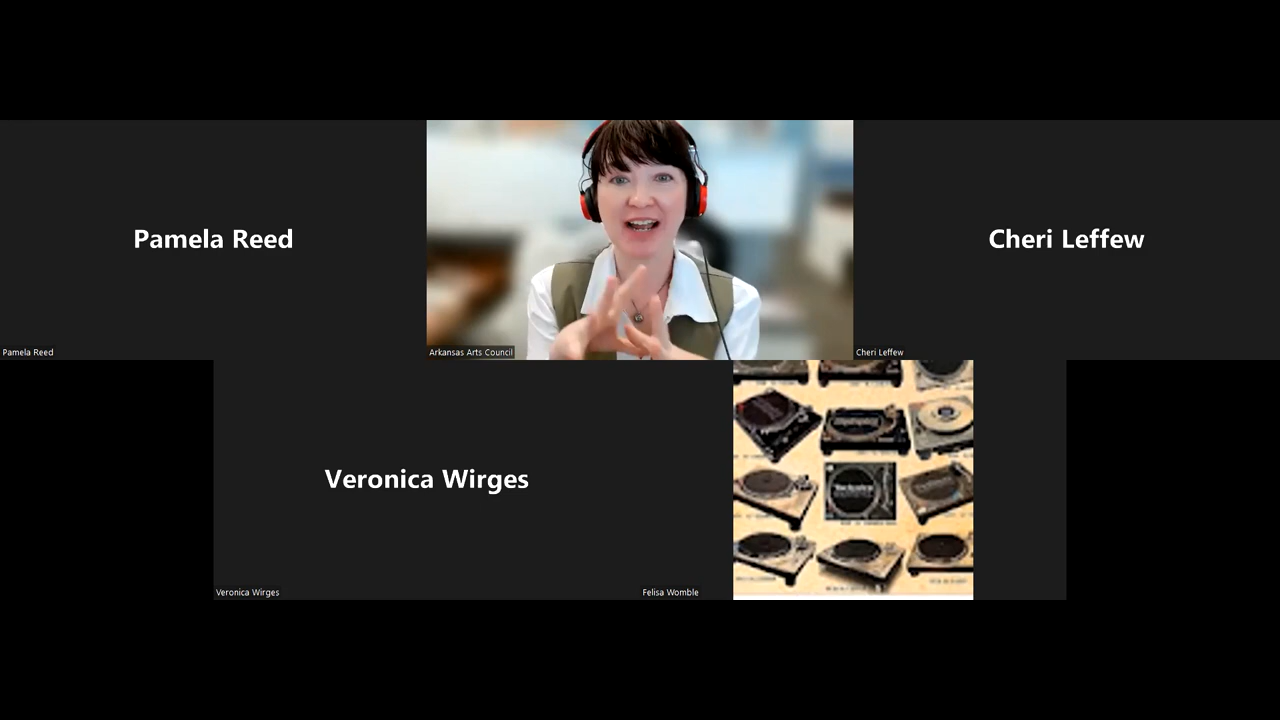 Pamela Reed
Cheri Leffew
Pamela Reed
Arkansas Arts Council
Cheri Leffew
Veronica Wirges
Veronica Wirges
Felisa Womble